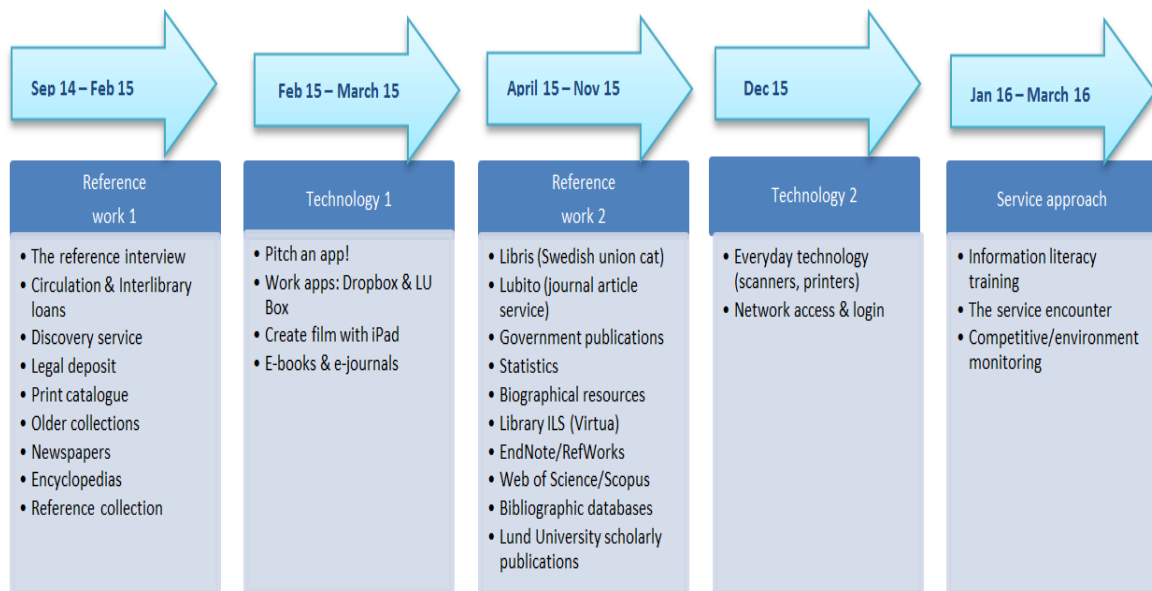 Sep 14 – Feb 15
Reference
work 1
• The reference interview
• Circulation & Interlibrary
loans
• Discovery service
• Legal deposit
• Print catalogue
• Older collections
• Newspapers
• Encyclopedias
• Reference collection
Feb 15 – March 15
Technology 1
• Pitch an app!
• Work apps: Dropbox & LU
Box
• Create film with iPad
• E-books & e-journals
April 15 – Nov 15
Reference
work 2
• Libris (Swedish union cat)
• Lubito (journal article
service)
• Government publications
• Statistics
• Biographical resources
• Library ILS (Virtua)
• EndNote/RefWorks
• Web of Science/Scopus
• Bibliographic databases
• Lund University scholarly
publications
Dec 15
Technology 2
• Everyday technology
(scanners, printers)
• Network access & login
Jan 16 – March 16
Service approach
• Information literacy
training
• The service encounter
• Competitive/environment
monitoring